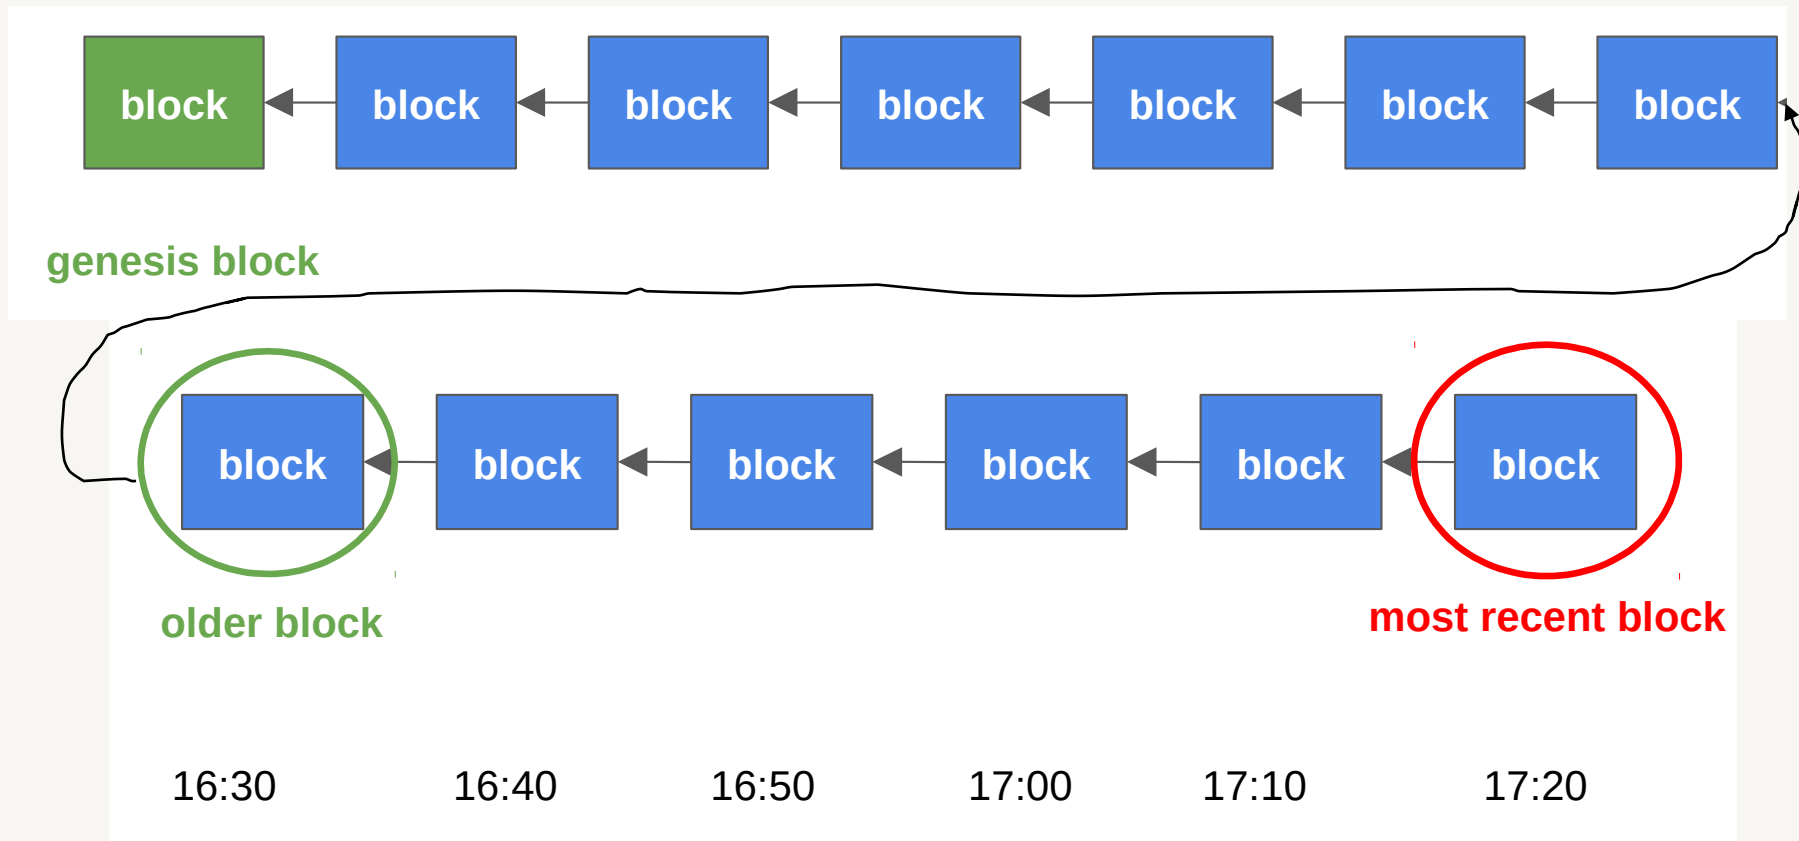 block block block block block block block
genesis block
block block block block block block
older block
most recent block
16:30 16:40 16:50 17:00 17:10 17:20